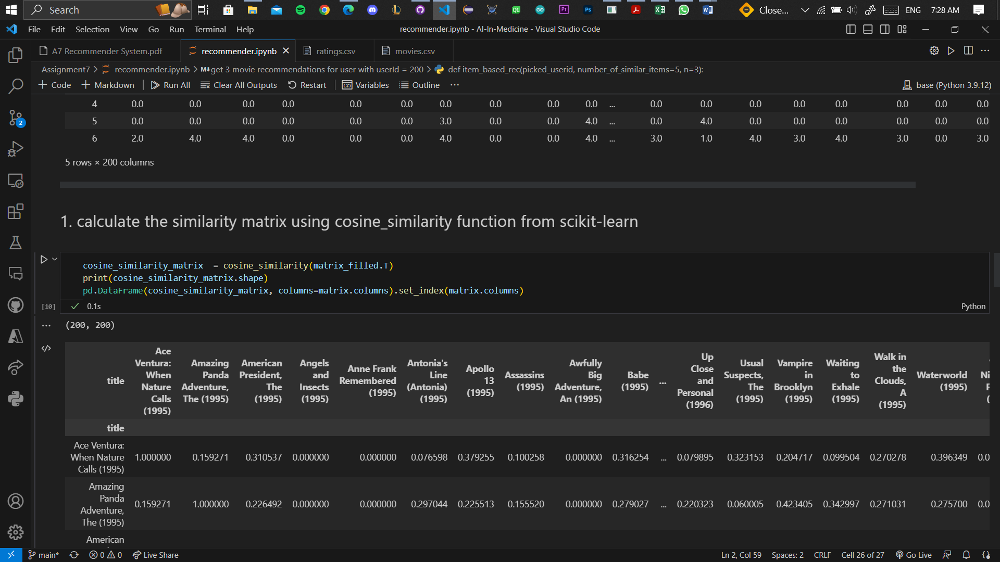 Search
Close...
ENG
7:28 AM
File Edit Selection View Go Run Terminal Help
recommender.ipynb - AI-In-Medicine - Visual Studio Code
A7 Recommender System.pdf
recommender.ipynb
ratings.csv
movies.csv
Assignment7 > recommender.ipynb > M↓get 3 movie recommendations for user with userId = 200 > def item_based_rec(picked_userid, number_of_similar_items=5, n=3):
+ Code + Markdown | Run All Clear All Outputs Restart | Variables Outline ...
base (Python 3.9.12)
4 0.0 0.0 0.0 0.0 0.0 0.0 0.0 0.0 0.0 0.0 ... 0.0 0.0 0.0 0.0 0.0 0.0 0.0 0.0
5 0.0 0.0 0.0 0.0 0.0 0.0 3.0 0.0 0.0 4.0 ... 0.0 4.0 0.0 0.0 0.0 0.0 0.0 0.0
6 2.0 4.0 4.0 0.0 0.0 0.0 4.0 0.0 0.0 4.0 ... 3.0 1.0 4.0 3.0 4.0 3.0 0.0 3.0
5 rows × 200 columns
1. calculate the similarity matrix using cosine_similarity function from scikit-learn
cosine_similarity_matrix  = cosine_similarity(matrix_filled.T)
print(cosine_similarity_matrix.shape)
pd.DataFrame(cosine_similarity_matrix, columns=matrix.columns).set_index(matrix.columns)
[10] 0.1s
Python
(200, 200)
title
Ace Ventura: When Nature Calls (1995)
Amazing Panda Adventure, The (1995)
American President, The (1995)
Angels and Insects (1995)
Anne Frank Remembered (1995)
Antonia's Line (Antonia) (1995)
Apollo 13 (1995)
Assassins (1995)
Awfully Big Adventure, An (1995)
Babe (1995)
...
Up Close and Personal (1996)
Usual Suspects, The (1995)
Vampire in Brooklyn (1995)
Waiting to Exhale (1995)
Walk in the Clouds, A (1995)
Waterworld (1995)
title
Ace Ventura: When Nature Calls (1995) 1.000000 0.159271 0.310537 0.000000 0.000000 0.076598 0.379255 0.100258 0.000000 0.316254 ... 0.079895 0.323153 0.204717 0.099504 0.270278 0.396349 0.0
Amazing Panda Adventure, The (1995) 0.159271 1.000000 0.226492 0.000000 0.000000 0.297044 0.225513 0.155520 0.000000 0.279027 ... 0.220323 0.060005 0.423405 0.342997 0.271031 0.275700 0.0
American
main* 0 0 Live Share
Ln 2, Col 59 Spaces: 2 CRLF Cell 26 of 27 Go Live
2